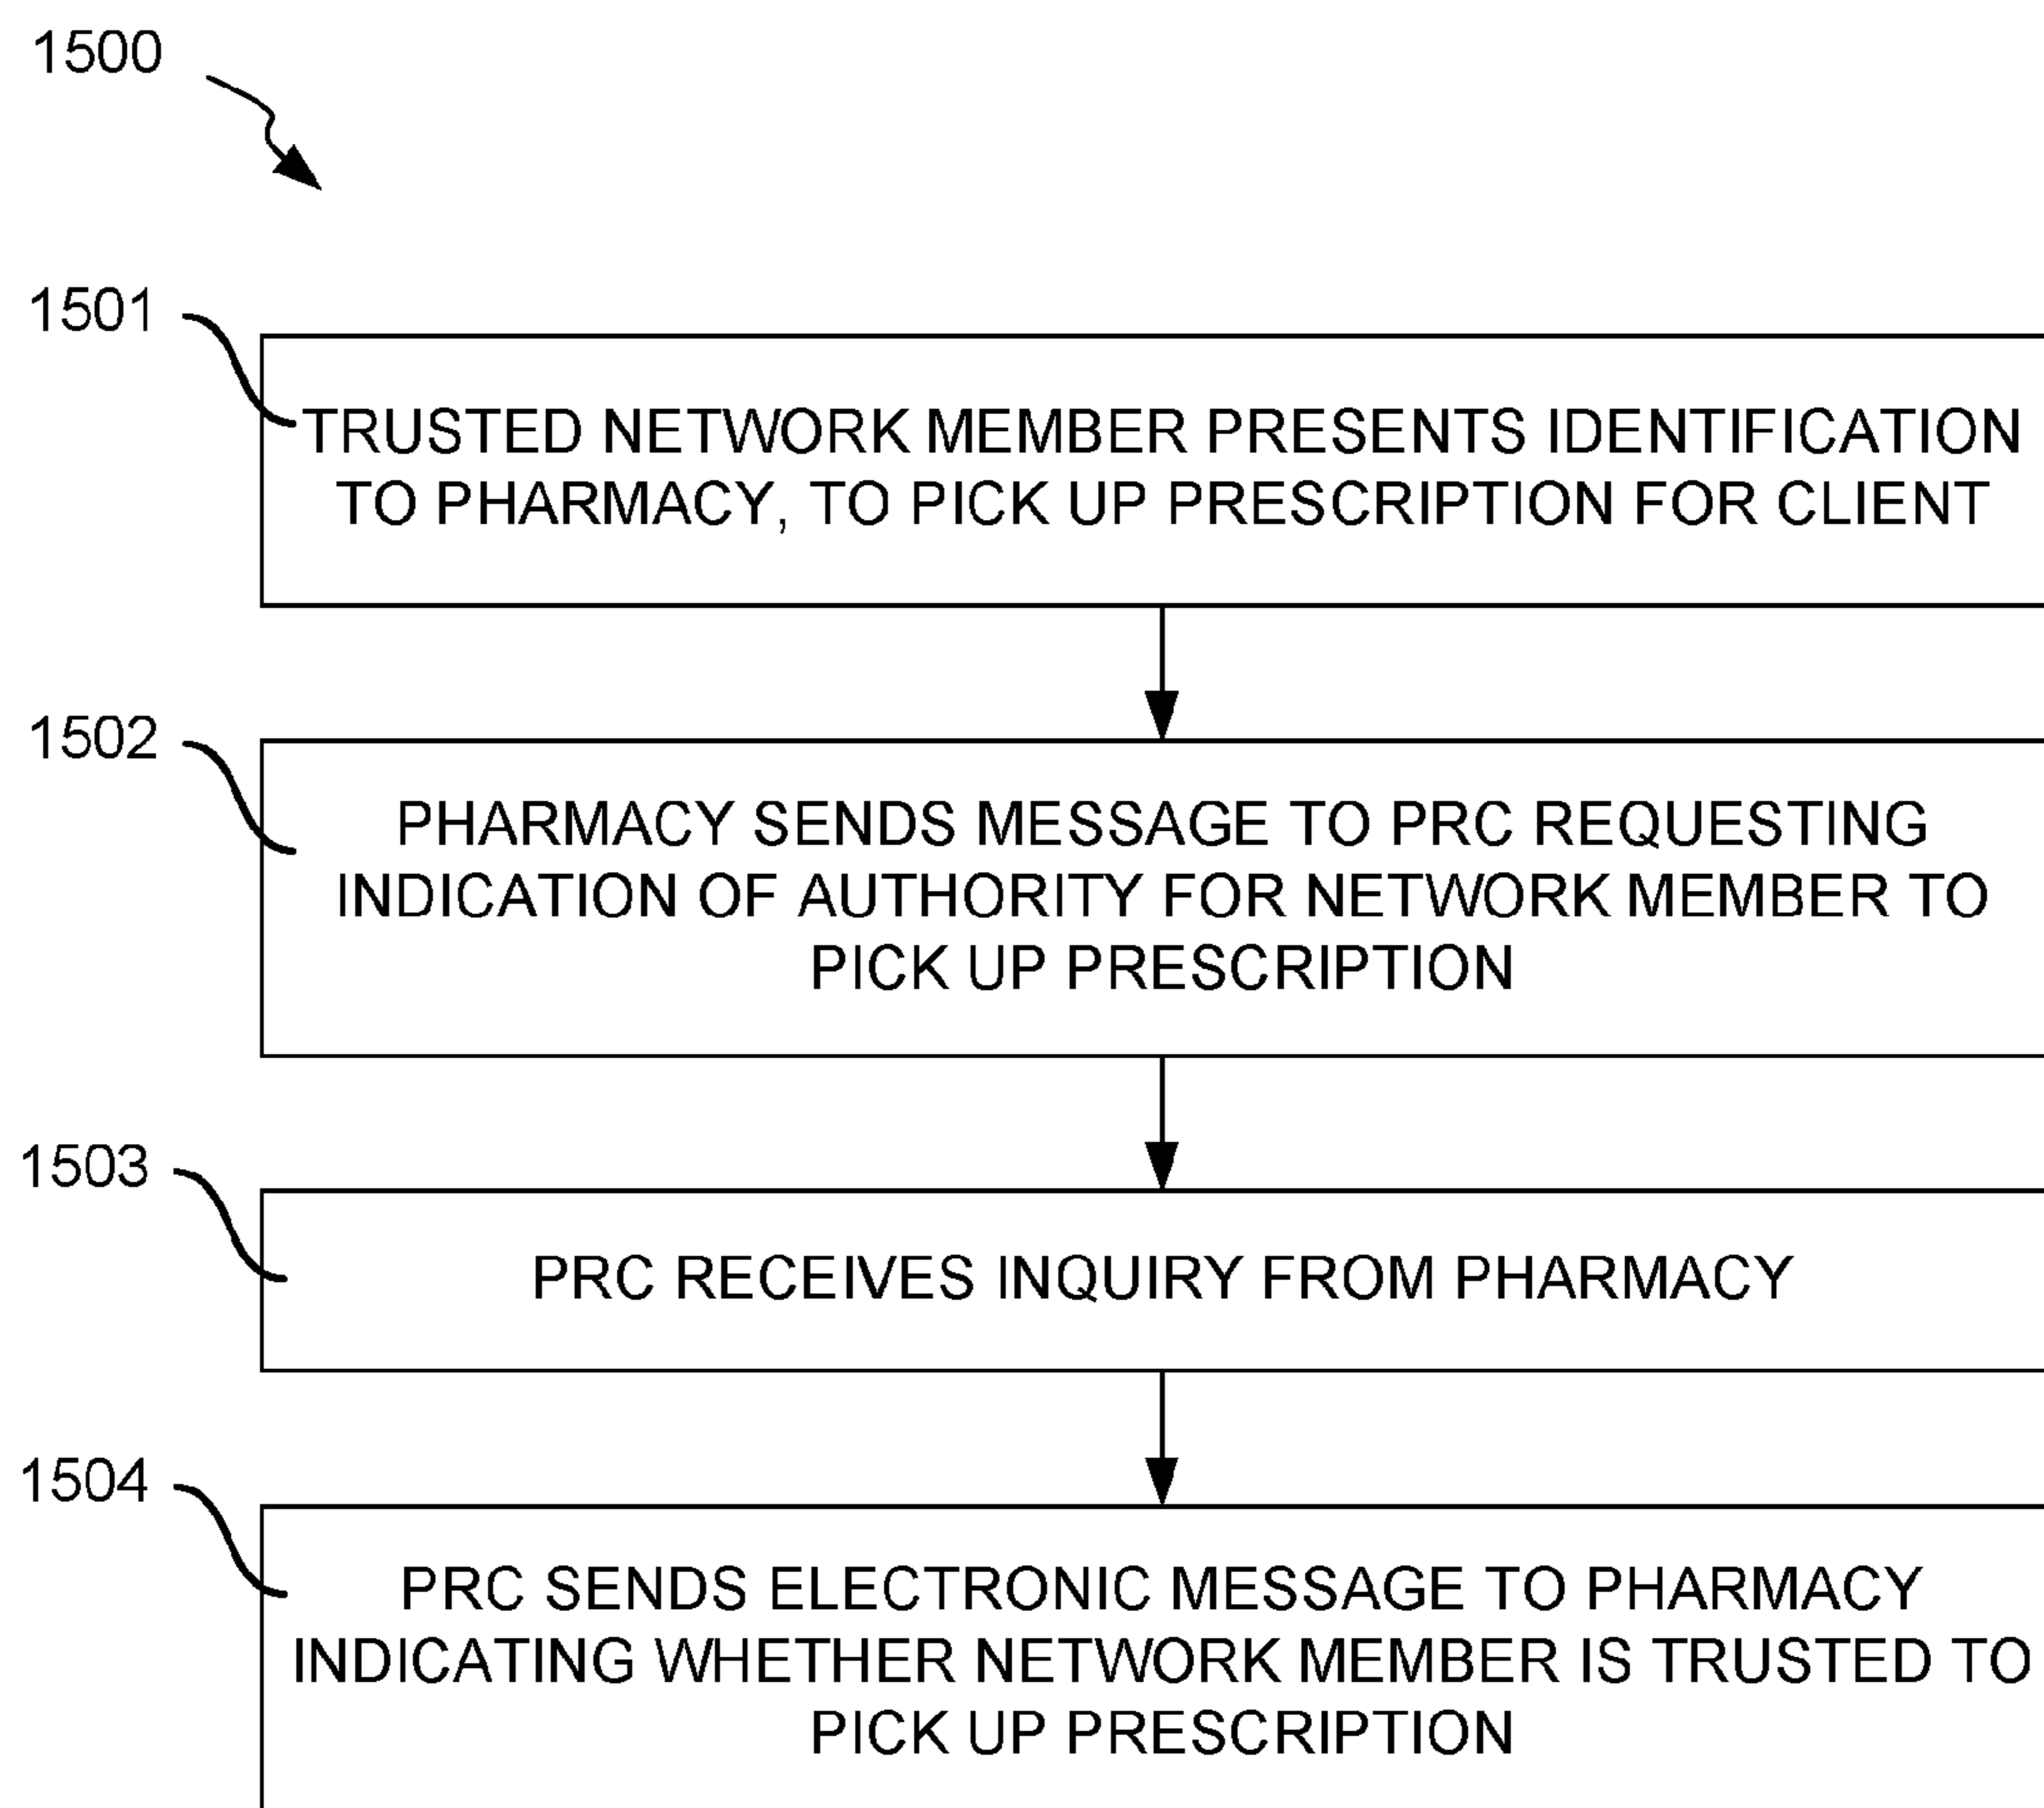 1500
1501
TRUSTED NETWORK MEMBER PRESENTS IDENTIFICATION
TO PHARMACY, TO PICK UP PRESCRIPTION FOR CLIENT
1502
PHARMACY SENDS MESSAGE TO PRC REQUESTING
INDICATION OF AUTHORITY FOR NETWORK MEMBER TO
PICK UP PRESCRIPTION
1503
PRC RECEIVES INQUIRY FROM PHARMACY
1504
PRC SENDS ELECTRONIC MESSAGE TO PHARMACY
INDICATING WHETHER NETWORK MEMBER IS TRUSTED TO
PICK UP PRESCRIPTION